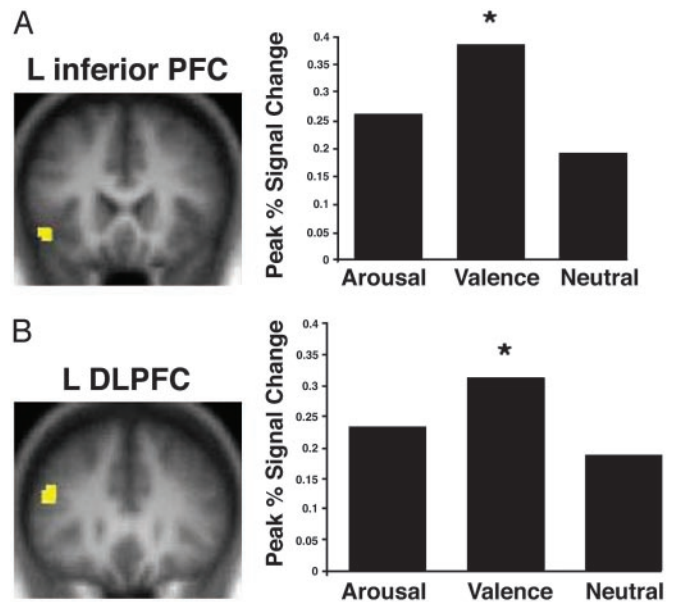 A
L inferior PFC
Peak % Signal Change
0.4
0.35
0.3
0.25
0.2
0.15
0.1
0.05
0
*
Arousal Valence Neutral
B
L DLPFC
Peak % Signal Change
0.4
0.35
0.3
0.25
0.2
0.15
0.1
0.05
0
*
Arousal Valence Neutral